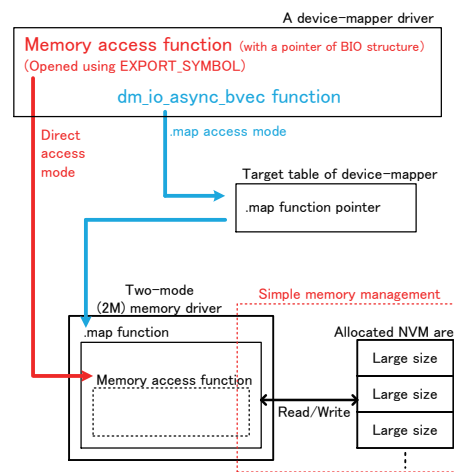 A device-mapper driver
Memory access function (with a pointer of BIO structure)
(Opened using EXPORT_SYMBOL)
dm_io_async_bvec function
.map access mode
Direct
access
mode
Target table of device-mapper
.map function pointer
Two-mode
(2M) memory driver
Simple memory management
.map function
Allocated NVM are
Memory access function
Large size
Large size
Large size
Read/Write